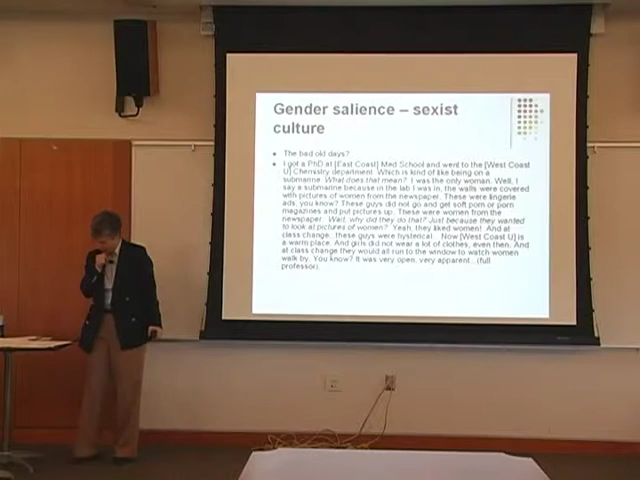 Gender salience – sexist
culture
The bad old days?
I got a PhD at [East Coast] Med School and went to the [West Coast
U] Chemistry department. Which is kind of like being on a
submarine. What does that mean? I was the only woman. Well, I
say a submarine because in the lab I was in, the walls were covered
with pictures of women from the newspaper. These were lingerie
ads, you know? These guys did not go and get soft porn or porn
magazines and put pictures up. These were women from the
newspaper. Wait, why did they do that? Just because they wanted
to look at pictures of women? Yeah, they liked women! And at
class change, these guys were hysterical... Now [West Coast U] is
a warm place. And girls did not wear a lot of clothes, even then. And
at class change they would all run to the window to watch women
walk by. You know? It was very open, very apparent...(full
professor).